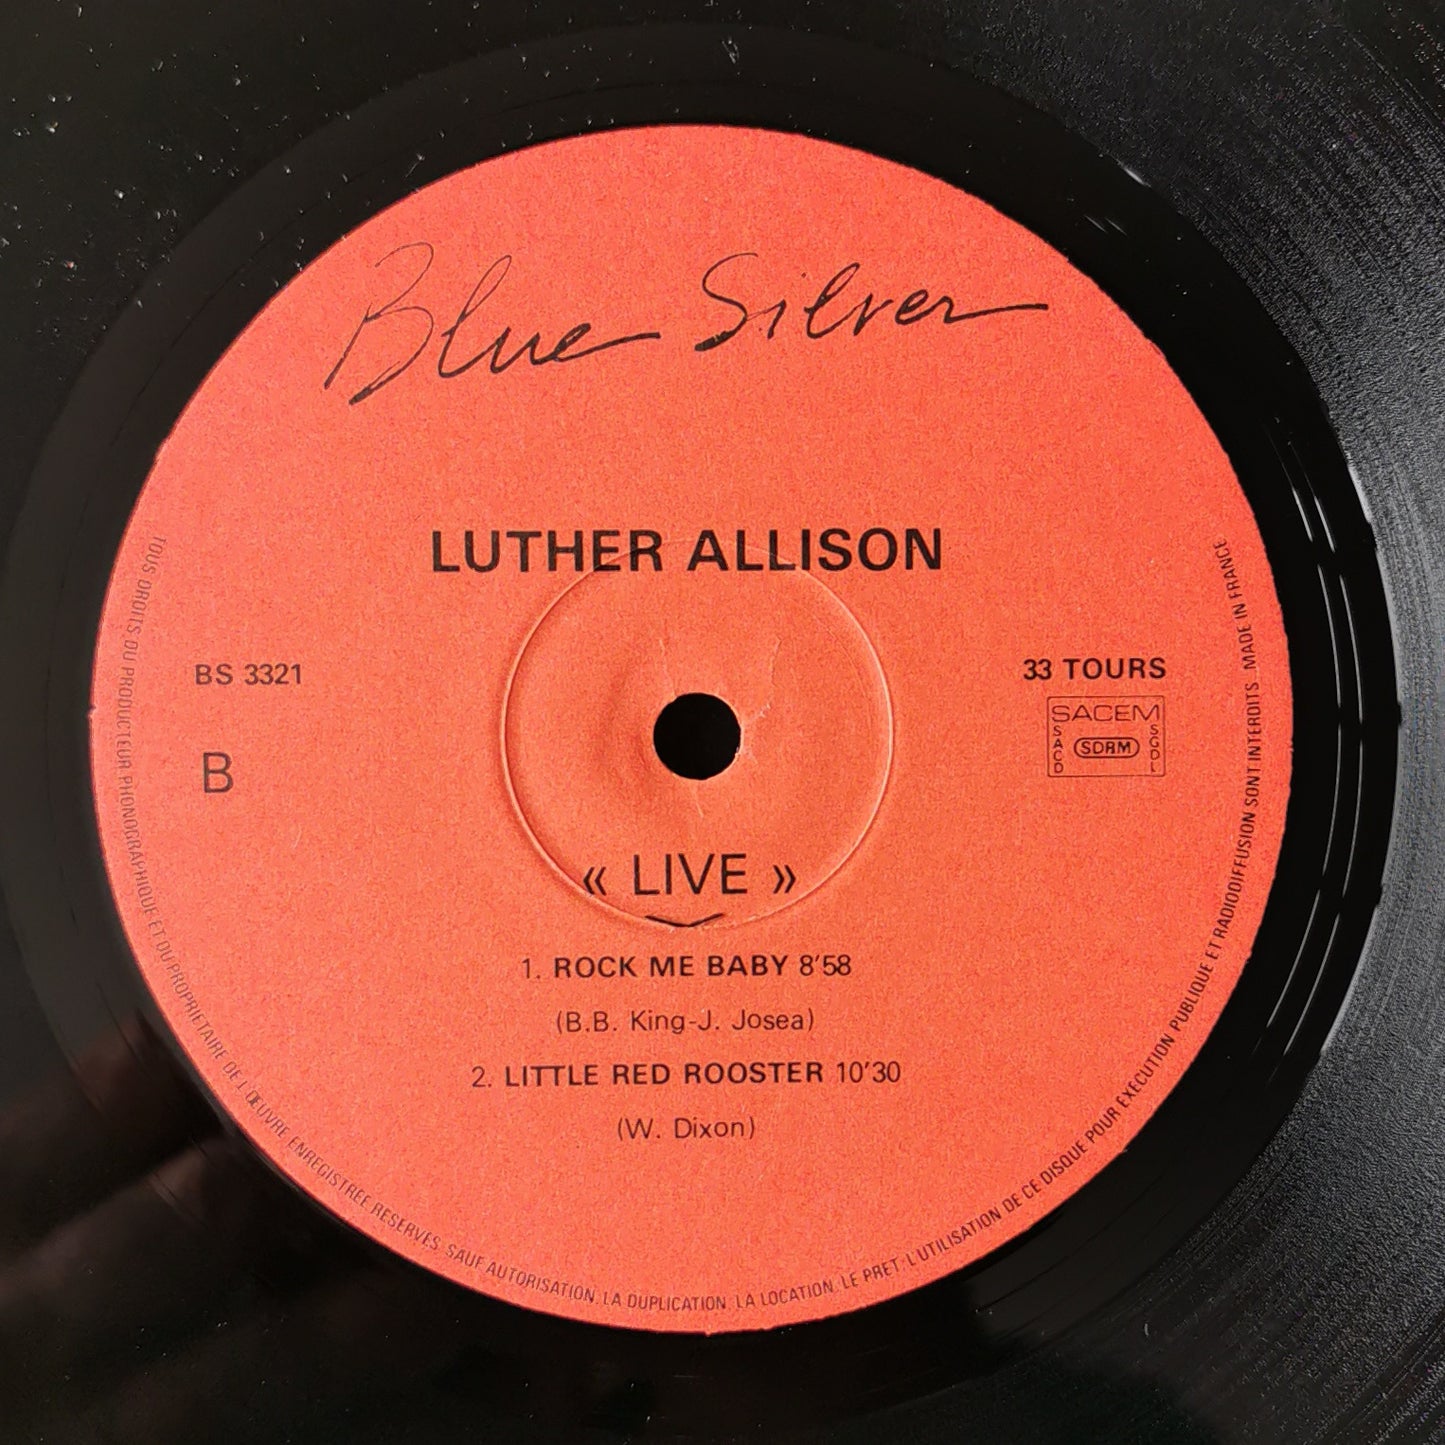 Blue Silver
LUTHER ALLISON
BS 3321
33 TOURS
SACEM
SACD
SDRM
SGDL
B
« LIVE »
1. ROCK ME BABY 8'58
(B.B. King-J. Josea)
2. LITTLE RED ROOSTER 10'30
(W. Dixon)
TOUS DROITS DU PRODUCTEUR PHONOGRAPHIQUE ET DU PROPRIETAIRE DE L'ŒUVRE ENREGISTREE RESERVES. SAUF AUTORISATION, LA DUPLICATION, LA LOCATION, LE PRET, L'UTILISATION DE CE DISQUE POUR EXECUTION PUBLIQUE ET RADIODIFFUSION SONT INTERDITS. MADE IN FRANCE